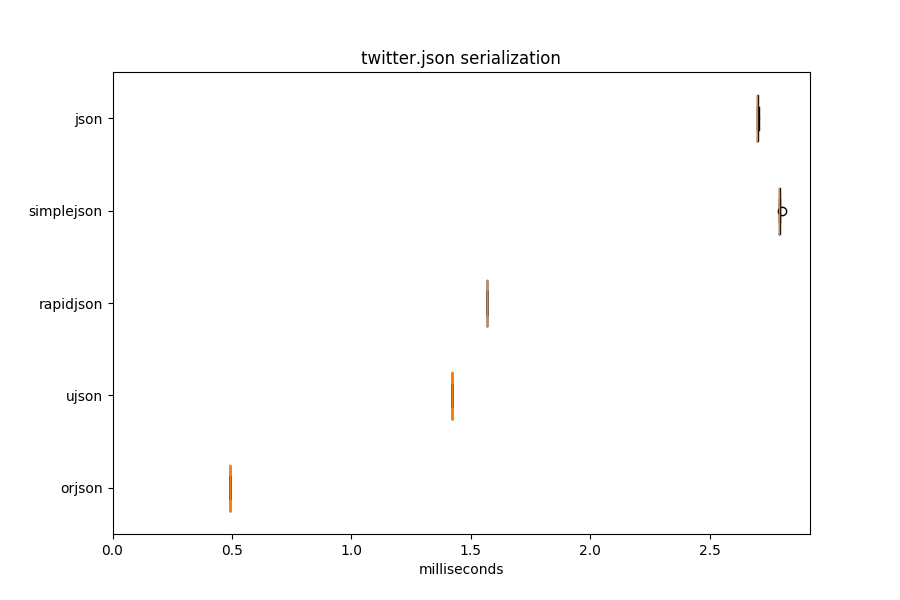 twitter.json serialization
json
simplejson
rapidjson
ujson
orjson
0.0 0.5 1.0 1.5 2.0 2.5
milliseconds